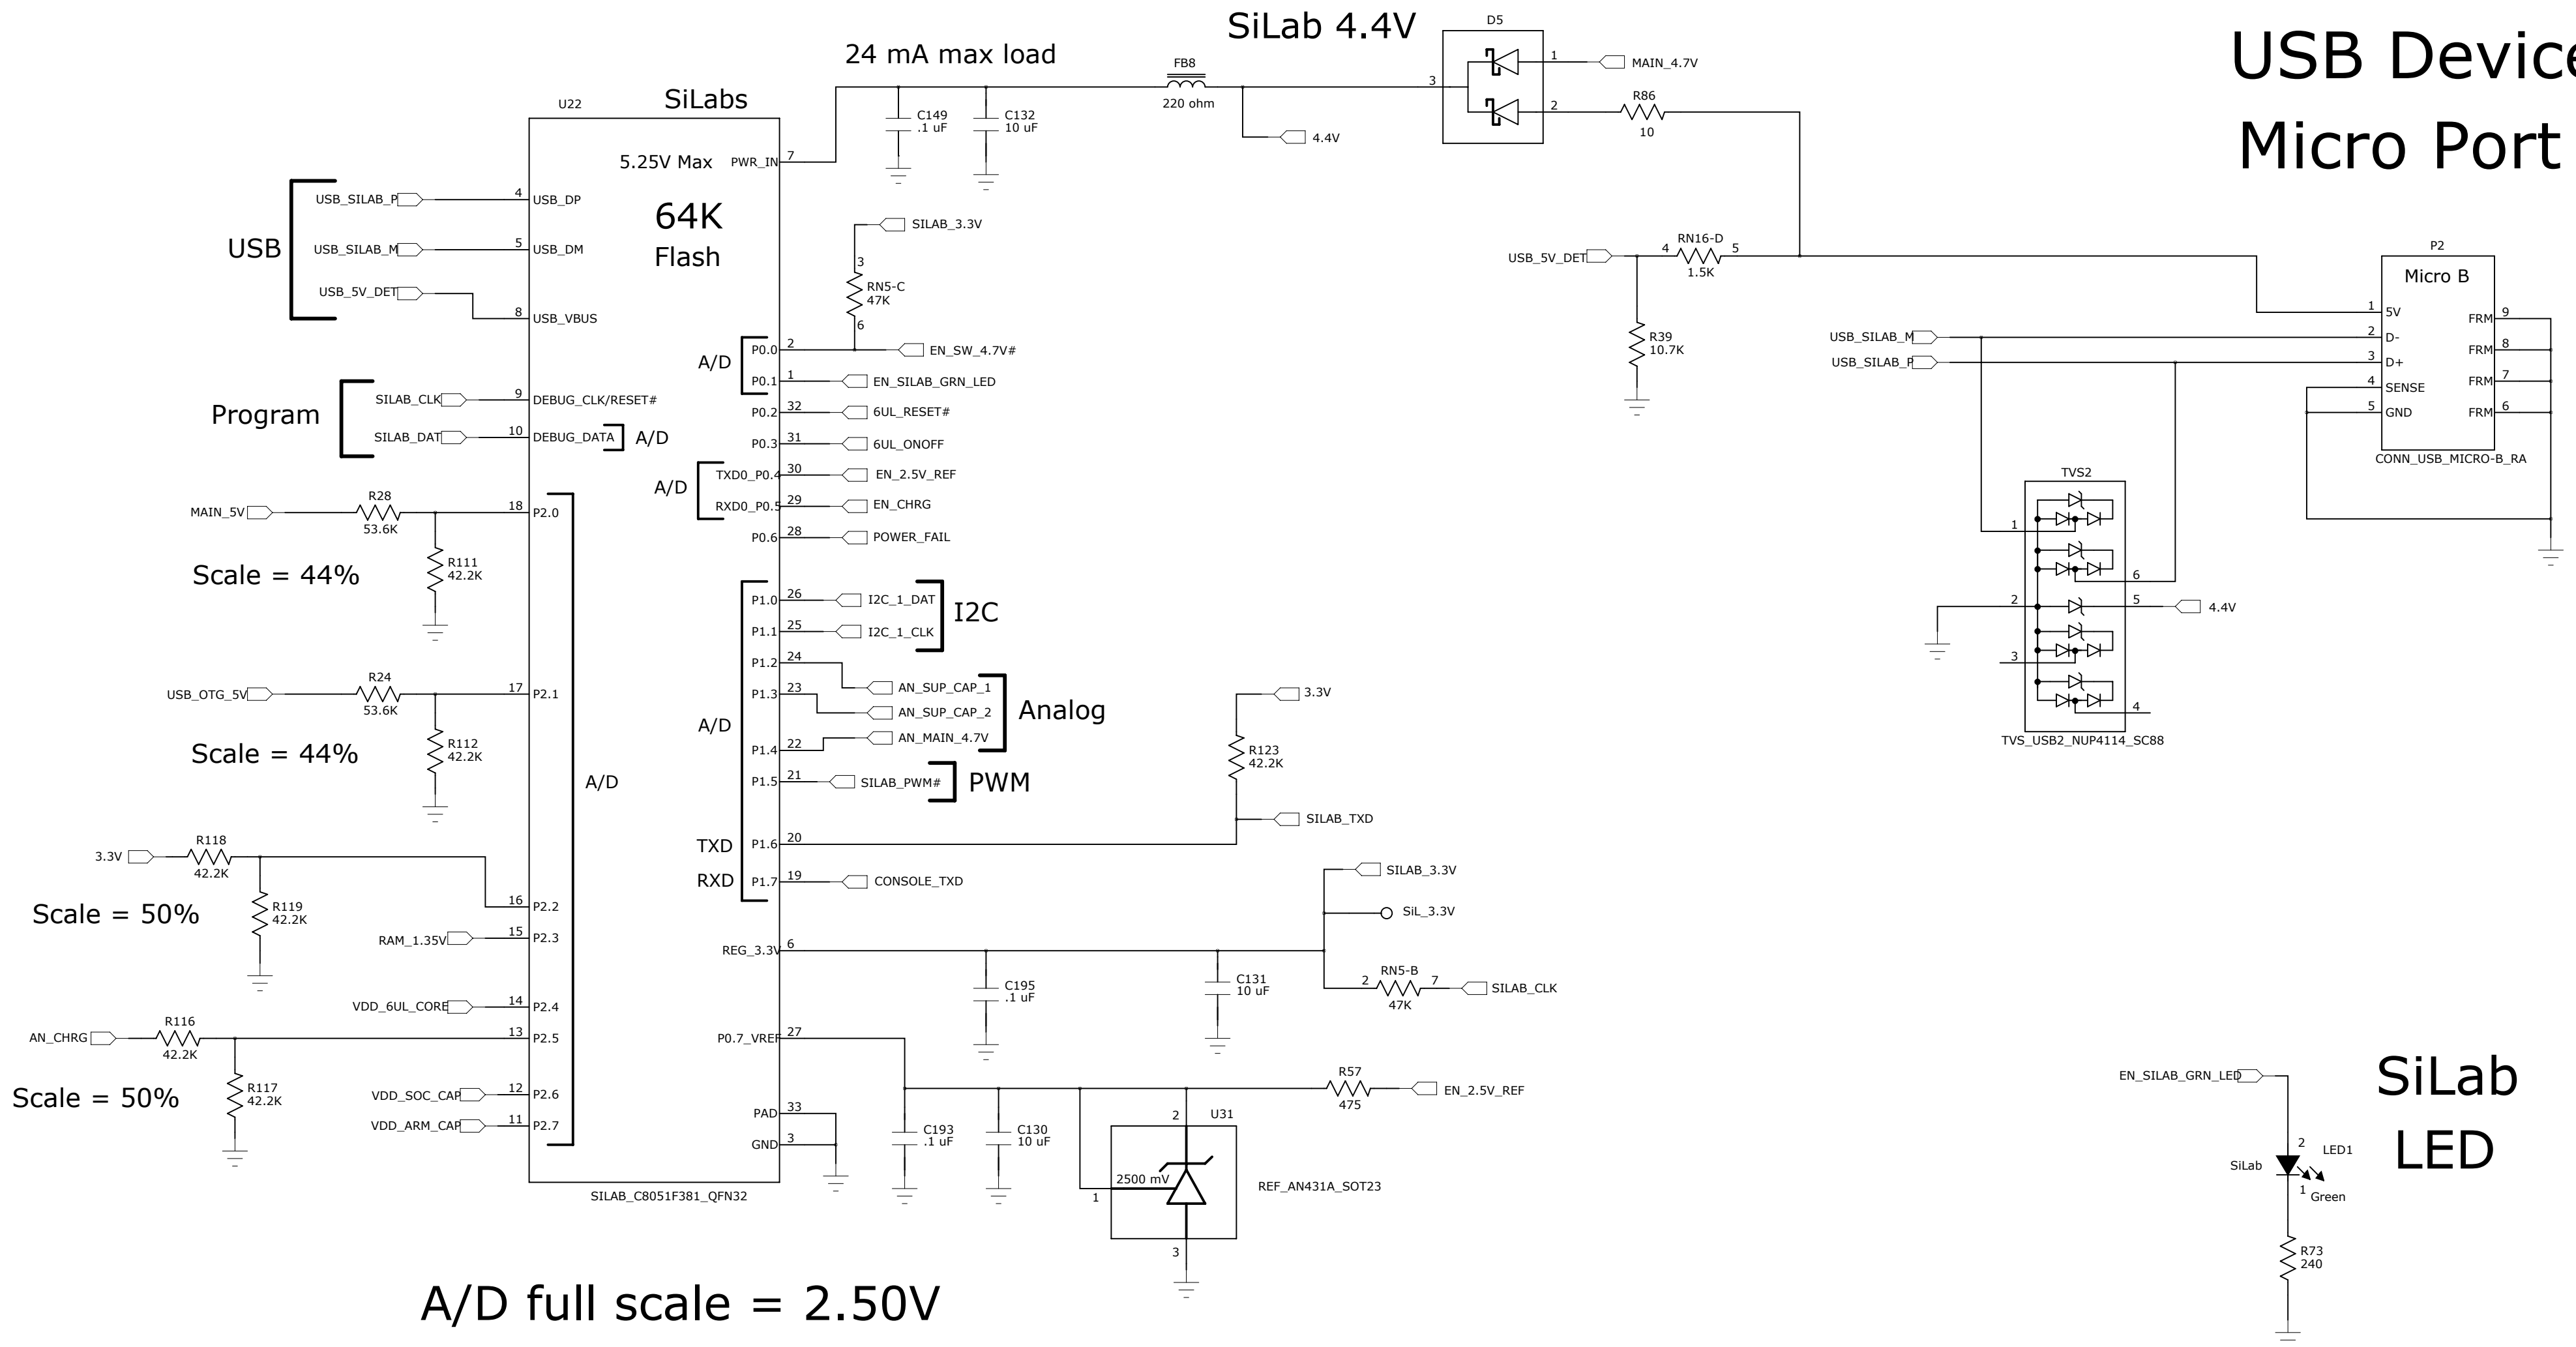 SiLab 4.4V
USB Device
Micro Port
24 mA max load
D5
1
MAIN_4.7V
3
2
R86
10
FB8
220 ohm
4.4V
U22
SiLabs
C149
.1 uF
C132
10 uF
5.25V Max
PWR_IN
7
64K
Flash
USB
USB_SILAB_P
4
USB_DP
USB_SILAB_M
5
USB_DM
USB_5V_DET
8
USB_VBUS
SILAB_3.3V
3
RN5-C
47K
6
USB_5V_DET
4
RN16-D
5
1.5K
R39
10.7K
P2
Micro B
1
5V
2
D-
3
D+
4
SENSE
5
GND
FRM
9
FRM
8
FRM
7
FRM
6
CONN_USB_MICRO-B_RA
USB_SILAB_M
USB_SILAB_P
A/D
P0.0
2
EN_SW_4.7V#
P0.1
1
EN_SILAB_GRN_LED
P0.2
32
6UL_RESET#
P0.3
31
6UL_ONOFF
A/D
TXD0_P0.4
30
EN_2.5V_REF
RXD0_P0.5
29
EN_CHRG
P0.6
28
POWER_FAIL
Program
SILAB_CLK
9
DEBUG_CLK/RESET#
SILAB_DAT
10
DEBUG_DATA
A/D
MAIN_5V
R28
53.6K
18
P2.0
R111
42.2K
Scale = 44%
TVS2
1
6
2
5
4.4V
3
4
TVS_USB2_NUP4114_SC88
P1.0
26
I2C_1_DAT
P1.1
25
I2C_1_CLK
I2C
P1.2
24
AN_SUP_CAP_1
P1.3
23
AN_SUP_CAP_2
P1.4
22
AN_MAIN_4.7V
Analog
A/D
P1.5
21
SILAB_PWM#
PWM
USB_OTG_5V
R24
53.6K
17
P2.1
R112
42.2K
Scale = 44%
A/D
3.3V
R123
42.2K
SILAB_TXD
TXD
P1.6
20
RXD
P1.7
19
CONSOLE_TXD
3.3V
R118
42.2K
R119
42.2K
Scale = 50%
16
P2.2
RAM_1.35V
15
P2.3
SILAB_3.3V
SiL_3.3V
REG_3.3V
6
C195
.1 uF
C131
10 uF
2
RN5-B
7
47K
SILAB_CLK
VDD_6UL_CORE
14
P2.4
AN_CHRG
R116
42.2K
13
P2.5
R117
42.2K
Scale = 50%
VDD_SOC_CAP
12
P2.6
VDD_ARM_CAP
11
P2.7
P0.7_VREF
27
R57
475
EN_2.5V_REF
PAD
33
GND
3
C193
.1 uF
C130
10 uF
2
U31
2500 mV
1
3
REF_AN431A_SOT23
SILAB_C8051F381_QFN32
EN_SILAB_GRN_LED
SiLab
LED
2
LED1
SiLab
1
Green
R73
240
A/D full scale = 2.50V